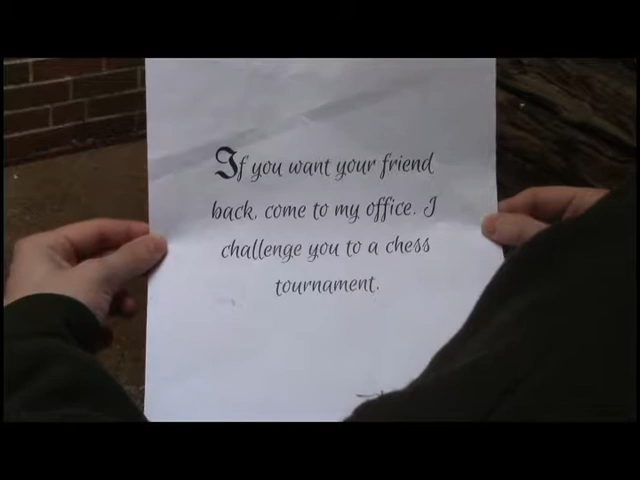 If you want your friend
back, come to my office. I
challenge you to a chess
tournament.